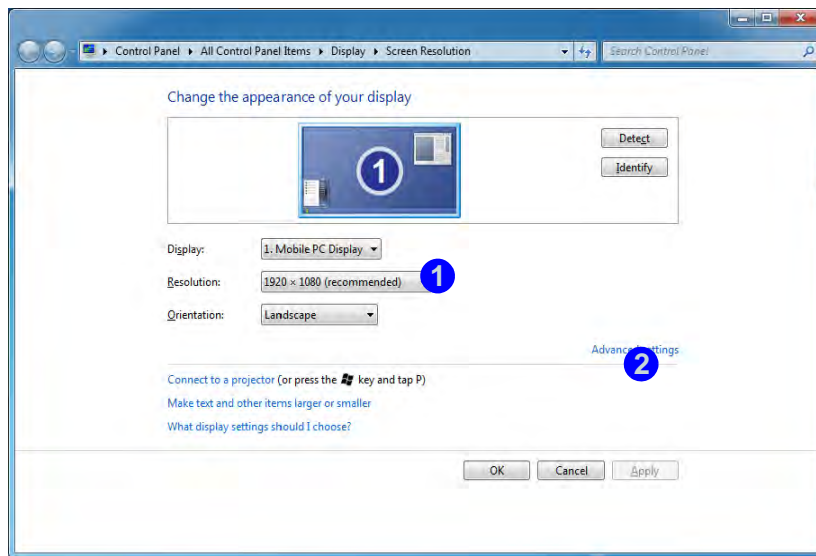 Control Panel ▸ All Control Panel Items ▸ Display ▸ Screen Resolution
Search Control Panel
Change the appearance of your display
1
Detect
Identify
Display: 1. Mobile PC Display
Resolution: 1920 × 1080 (recommended)
1
Orientation: Landscape
Advanced settings
2
Connect to a projector (or press the key and tap P)
Make text and other items larger or smaller
What display settings should I choose?
OK Cancel Apply